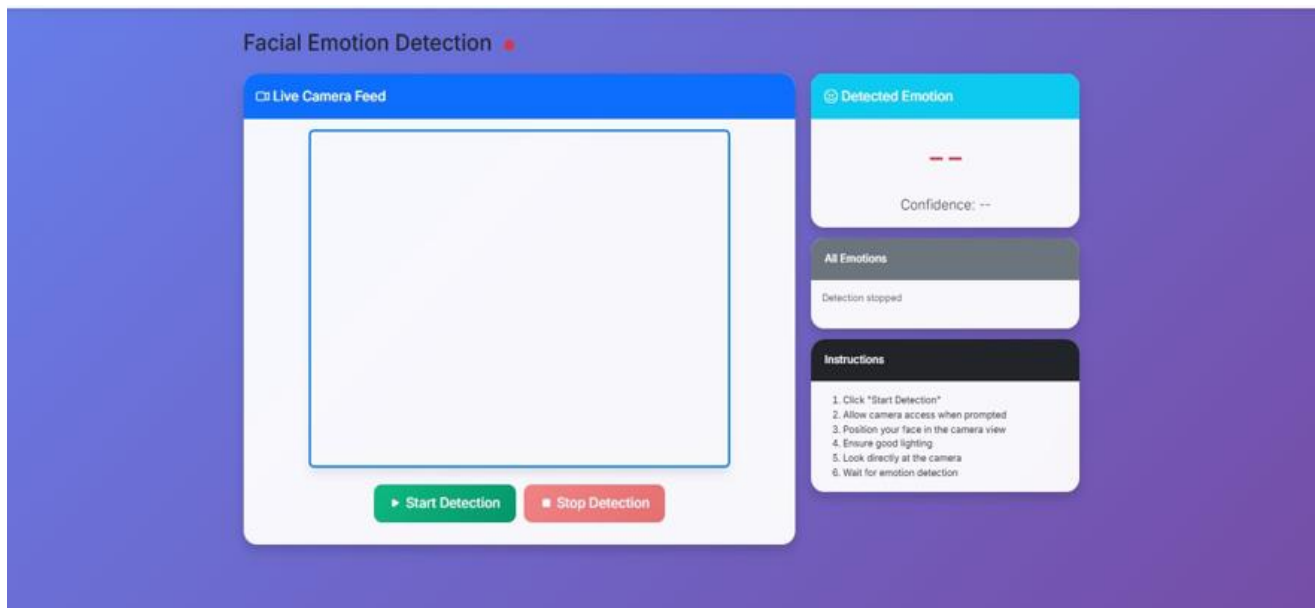 Facial Emotion Detection
Live Camera Feed
Start Detection
Stop Detection
Detected Emotion
--
Confidence: --
All Emotions
Detection stopped
Instructions
1. Click "Start Detection"
2. Allow camera access when prompted
3. Position your face in the camera view
4. Ensure good lighting
5. Look directly at the camera
6. Wait for emotion detection